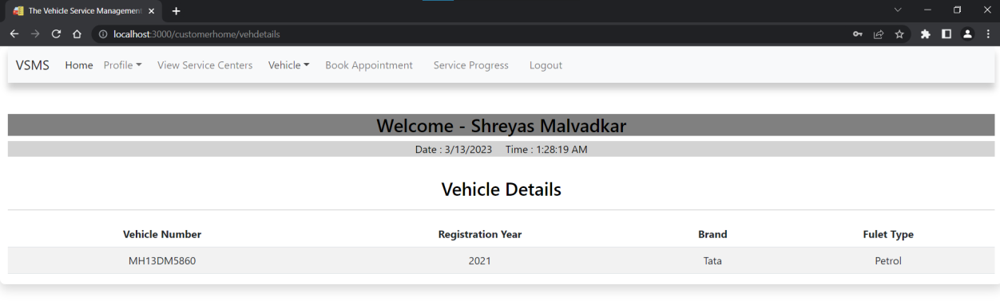 The Vehicle Service Management
localhost:3000/customerhome/vehdetails
VSMS Home Profile View Service Centers Vehicle Book Appointment Service Progress Logout
Welcome - Shreyas Malvadkar
Date : 3/13/2023 Time : 1:28:19 AM
Vehicle Details
Vehicle Number Registration Year Brand Fulet Type
MH13DM5860 2021 Tata Petrol